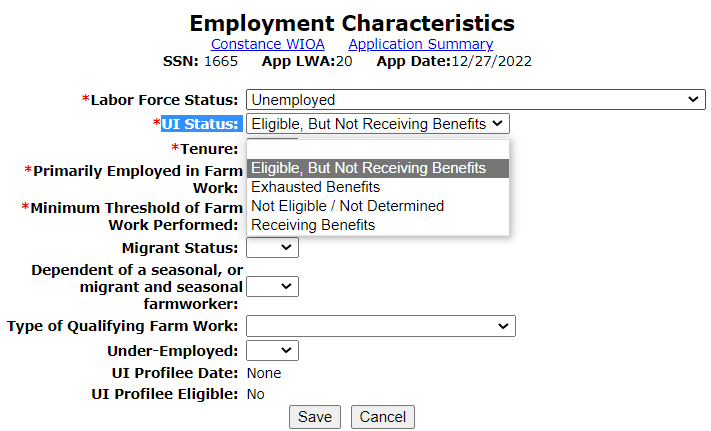 Employment Characteristics
Constance WIOA Application Summary
SSN: 1665 App LWA:20 App Date:12/27/2022
*Labor Force Status: Unemployed
*UI Status: Eligible, But Not Receiving Benefits
*Tenure:
Eligible, But Not Receiving Benefits
Exhausted Benefits
Not Eligible / Not Determined
Receiving Benefits
*Primarily Employed in Farm
Work:
*Minimum Threshold of Farm
Work Performed:
Migrant Status:
Dependent of a seasonal, or
migrant and seasonal
farmworker:
Type of Qualifying Farm Work:
Under-Employed:
UI Profilee Date: None
UI Profilee Eligible: No
Save Cancel